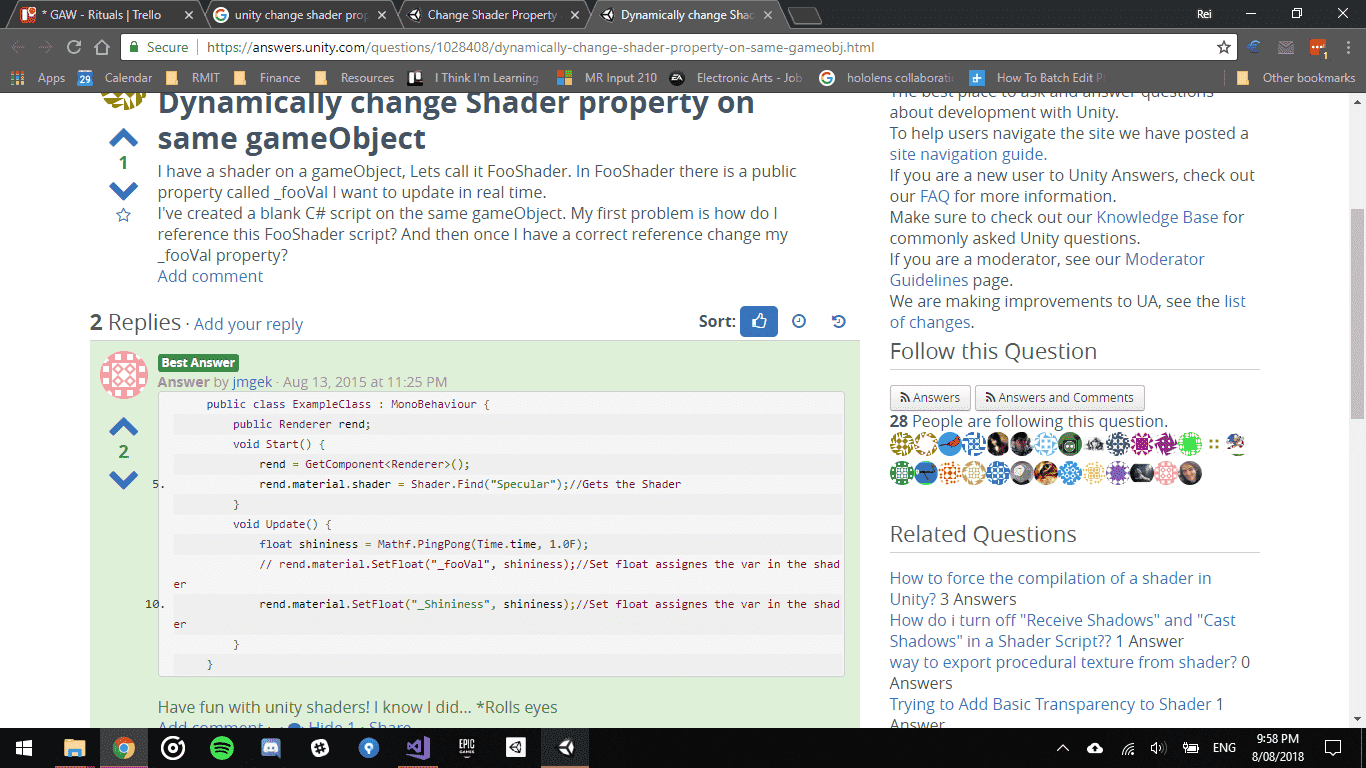 * GAW - Rituals | Trello
unity change shader prop
Change Shader Property
Dynamically change Shad
Rei
Secure
https://answers.unity.com/questions/1028408/dynamically-change-shader-property-on-same-gameobj.html
Apps
29
Calendar
RMIT
Finance
Resources
I Think I'm Learning
MR Input 210
Electronic Arts - Job
hololens collaborati
How To Batch Edit P
Other bookmarks
Dynamically change Shader property on
same gameObject
1
I have a shader on a gameObject, Lets call it FooShader. In FooShader there is a public
property called _fooVal I want to update in real time.
I've created a blank C# script on the same gameObject. My first problem is how do I
reference this FooShader script? And then once I have a correct reference change my
_fooVal property?
Add comment
2 Replies · Add your reply
Sort:
Best Answer
Answer by jmgek · Aug 13, 2015 at 11:25 PM
2
public class ExampleClass : MonoBehaviour {
public Renderer rend;
void Start() {
rend = GetComponent<Renderer>();
5. rend.material.shader = Shader.Find("Specular");//Gets the Shader
}
void Update() {
float shininess = Mathf.PingPong(Time.time, 1.0F);
// rend.material.SetFloat("_fooVal", shininess);//Set float assignes the var in the shad
er
10. rend.material.SetFloat("_Shininess", shininess);//Set float assignes the var in the shad
er
}
}
Have fun with unity shaders! I know I did... *Rolls eyes
Add comment · Hide 1 · Share
The best place to ask and answer questions
about development with Unity.
To help users navigate the site we have posted a
site navigation guide.
If you are a new user to Unity Answers, check out
our FAQ for more information.
Make sure to check out our Knowledge Base for
commonly asked Unity questions.
If you are a moderator, see our Moderator
Guidelines page.
We are making improvements to UA, see the list
of changes.
Follow this Question
Answers
Answers and Comments
28 People are following this question.
Related Questions
How to force the compilation of a shader in
Unity? 3 Answers
How do i turn off "Receive Shadows" and "Cast
Shadows" in a Shader Script?? 1 Answer
way to export procedural texture from shader? 0
Answers
Trying to Add Basic Transparency to Shader 1
Answer
EPIC
GAMES
ENG
9:58 PM
8/08/2018